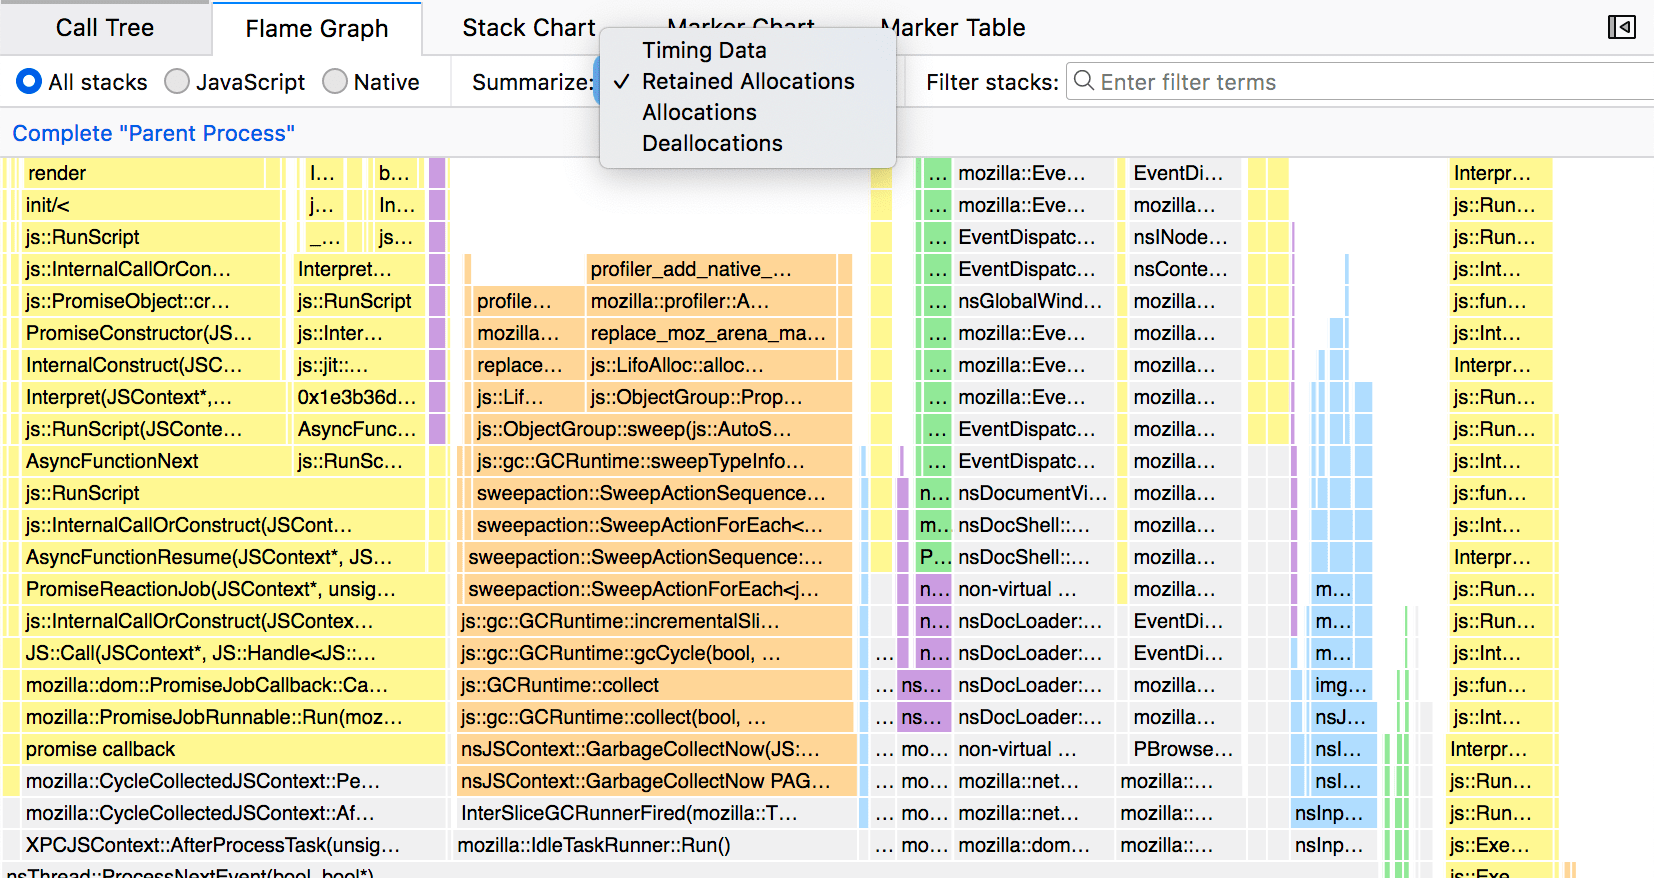 Call Tree Flame Graph Stack Chart Marker Chart Marker Table
All stacks JavaScript Native Summarize: Filter stacks: Enter filter terms
Timing Data
✓ Retained Allocations
Allocations
Deallocations
Complete "Parent Process"
render I... b... ... mozilla::Eve... EventDi... Interpr...
init/< j... In... ... mozilla::Eve... mozilla... js::Run...
js::RunScript _... js... ... EventDispatc... nsINode... js::Run...
js::InternalCallOrCon... Interpret... profiler_add_native_... ... EventDispatc... nsConte... js::Int...
js::PromiseObject::cr... js::RunScript profile... mozilla::profiler::A... ... nsGlobalWind... mozilla... js::fun...
PromiseConstructor(JS... js::Inter... mozilla... replace_moz_arena_ma... ... mozilla::Eve... mozilla... js::Int...
InternalConstruct(JSC... js::jit::... replace... js::LifoAlloc::alloc... ... mozilla::Eve... mozilla... Interpr...
Interpret(JSContext*,... 0x1e3b36d... js::Lif... js::ObjectGroup::Prop... ... mozilla::Eve... mozilla... js::Run...
js::RunScript(JSConte... AsyncFunc... js::ObjectGroup::sweep(js::AutoS... ... EventDispatc... mozilla... js::Run...
AsyncFunctionNext js::RunSc... js::gc::GCRuntime::sweepTypeInfo... ... EventDispatc... mozilla... js::Int...
js::RunScript sweepaction::SweepActionSequence... n... nsDocumentVi... mozilla... js::fun...
js::InternalCallOrConstruct(JSCont... sweepaction::SweepActionForEach<... m... nsDocShell::... mozilla... js::Int...
AsyncFunctionResume(JSContext*, JS... sweepaction::SweepActionSequence:... P... nsDocShell::... mozilla... Interpr...
PromiseReactionJob(JSContext*, unsig... sweepaction::SweepActionForEach<j... n... non-virtual ... mozilla... m... js::Run...
js::InternalCallOrConstruct(JSContex... js::gc::GCRuntime::incrementalSli... n... nsDocLoader:... EventDi... m... js::Run...
JS::Call(JSContext*, JS::Handle<JS::... js::gc::GCRuntime::gcCycle(bool, ... ... n... nsDocLoader:... EventDi... m... js::Int...
mozilla::dom::PromiseJobCallback::Ca... js::GCRuntime::collect ... ns... nsDocLoader:... mozilla... img... js::fun...
mozilla::PromiseJobRunnable::Run(moz... js::gc::GCRuntime::collect(bool, ... ... ns... nsDocLoader:... mozilla... nsJ... js::Int...
promise callback nsJSContext::GarbageCollectNow(JS:... ... mo... non-virtual ... PBrowse... nsI... Interpr...
mozilla::CycleCollectedJSContext::Pe... nsJSContext::GarbageCollectNow PAG... ... mo... mozilla::net... mozilla::... nsI... js::Run...
mozilla::CycleCollectedJSContext::Af... InterSliceGCRunnerFired(mozilla::T... ... mo... mozilla::net... mozilla::... nsInp... js::Run...
XPCJSContext::AfterProcessTask(unsig... mozilla::IdleTaskRunner::Run() ... mo... mozilla::dom... mozilla::... nsInp... js::Exe...
nsThread::ProcessNextEvent(bool, bool*) js::Exe...